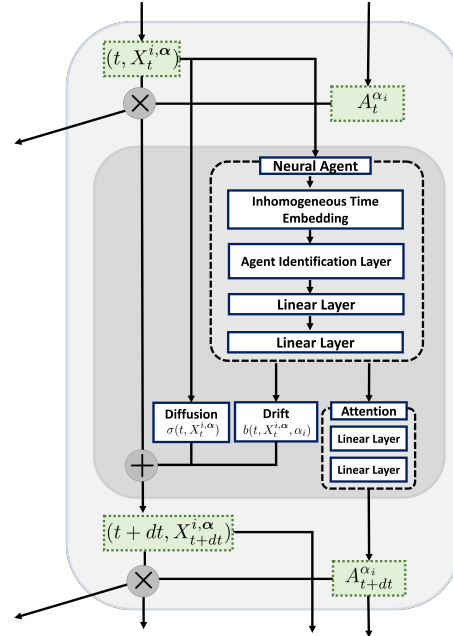 (t, X_t^{i,α})
×
A_t^{α_i}
Neural Agent
Inhomogeneous Time
Embedding
Agent Identification Layer
Linear Layer
Linear Layer
Diffusion
σ(t, X_t^{i,α})
Drift
b(t, X_t^{i,α}, α_i)
Attention
Linear Layer
Linear Layer
+
(t + dt, X_{t+dt}^{i,α})
×
A_{t+dt}^{α_i}